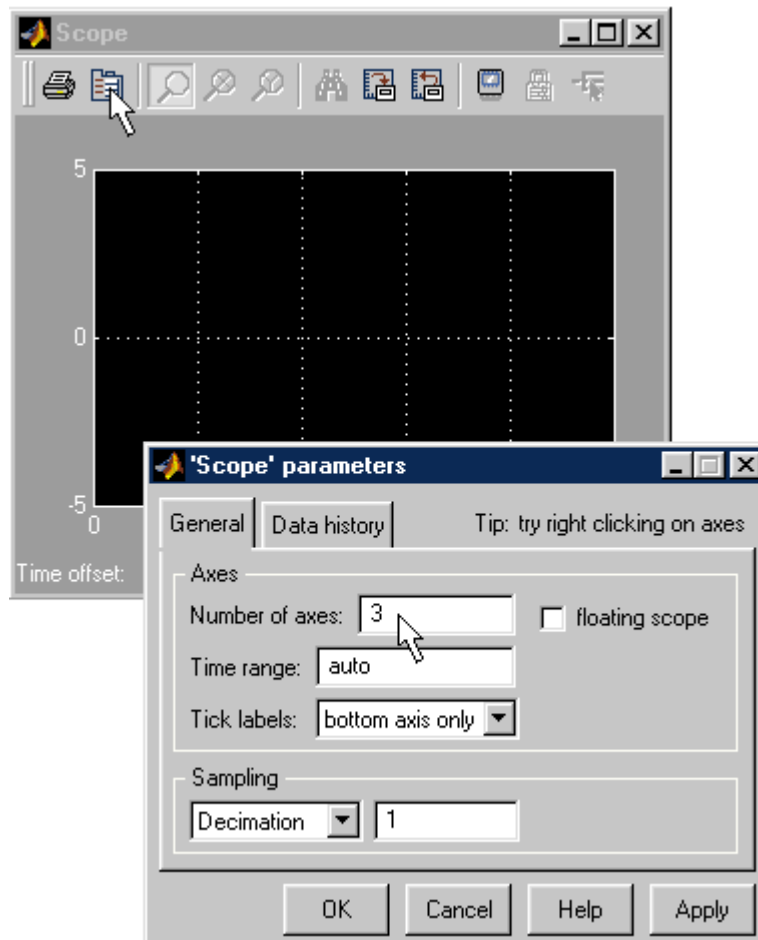 Scope
5
0
-5
0
Time offset:
'Scope' parameters
General
Data history
Tip: try right clicking on axes
Axes
Number of axes: 3
floating scope
Time range: auto
Tick labels: bottom axis only
Sampling
Decimation 1
OK
Cancel
Help
Apply